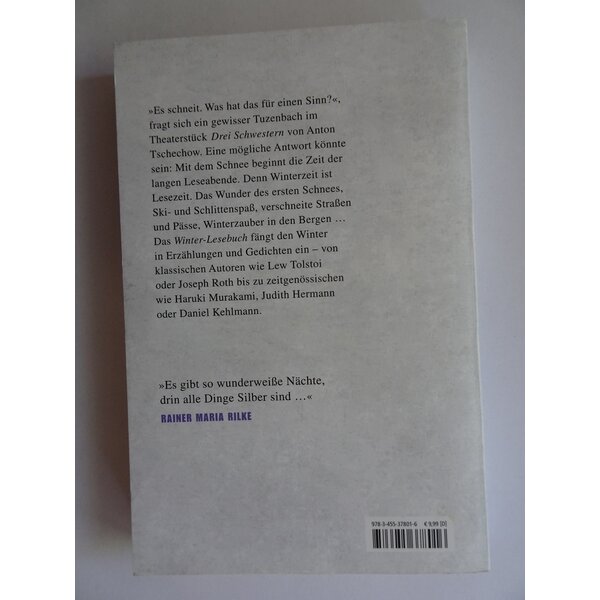 »Es schneit. Was hat das für einen Sinn?«,
fragt sich ein gewisser Tuzenbach im
Theaterstück Drei Schwestern von Anton
Tschechow. Eine mögliche Antwort könnte
sein: Mit dem Schnee beginnt die Zeit der
langen Leseabende. Denn Winterzeit ist
Lesezeit. Das Wunder des ersten Schnees,
Ski- und Schlittenspaß, verschneite Straßen
und Pässe, Winterzauber in den Bergen ...
Das Winter-Lesebuch fängt den Winter
in Erzählungen und Gedichten ein – von
klassischen Autoren wie Lew Tolstoi
oder Joseph Roth bis zu zeitgenössischen
wie Haruki Murakami, Judith Hermann
oder Daniel Kehlmann.
»Es gibt so wunderweiße Nächte,
drin alle Dinge Silber sind ...«
RAINER MARIA RILKE
978-3-455-37801-6 € 9,99 [D]